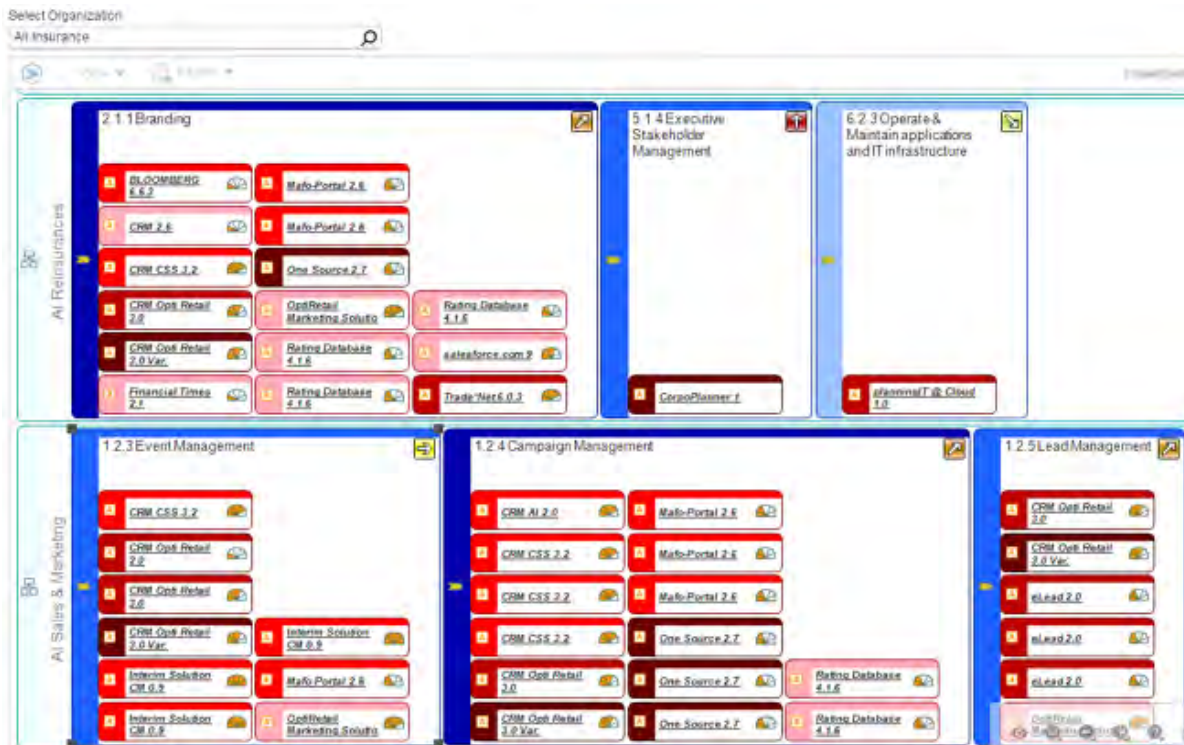 Select Organization
All Insurance
AI Reinsurances
2.1.1 Branding
BLOOMBERG
6.6.2
Mafo-Portal 2.6
CRM 2.6
Mafo-Portal 2.6
CRM CSS 3.2
One Source 2.7
CRM Opti Retail
2.0
OptiRetail
Marketing Solutio
Rating Database
4.1.6
CRM Opti Retail
2.0 Var.
Rating Database
4.1.6
salesforce.com 9
Financial Times
2.1
Rating Database
4.1.6
Trade*Net 6.0.3
5.1.4 Executive
Stakeholder
Management
CorpoPlanner 1
6.2.3 Operate &
Maintain applications
and IT infrastructure
planningIT @ Cloud
1.0
AI Sales & Marketing
1.2.3 Event Management
CRM CSS 3.2
CRM Opti Retail
2.0
CRM Opti Retail
3.0
CRM Opti Retail
2.0 Var.
Interim Solution
CM 0.9
Interim Solution
CM 0.9
Mafo Portal 2.6
Interim Solution
CM 0.9
OptiRetail
Marketing Solutio
1.2.4 Campaign Management
CRM AI 2.0
Mafo-Portal 2.6
CRM CSS 3.2
Mafo-Portal 2.6
CRM CSS 3.2
Mafo-Portal 2.6
CRM CSS 3.2
One Source 2.7
CRM Opti Retail
3.0
One Source 2.7
Rating Database
4.1.6
CRM Opti Retail
3.0 Var.
One Source 2.7
Rating Database
4.1.6
1.2.5 Lead Management
CRM Opti Retail
3.0
CRM Opti Retail
3.0 Var.
eLead 2.0
eLead 2.0
eLead 2.0